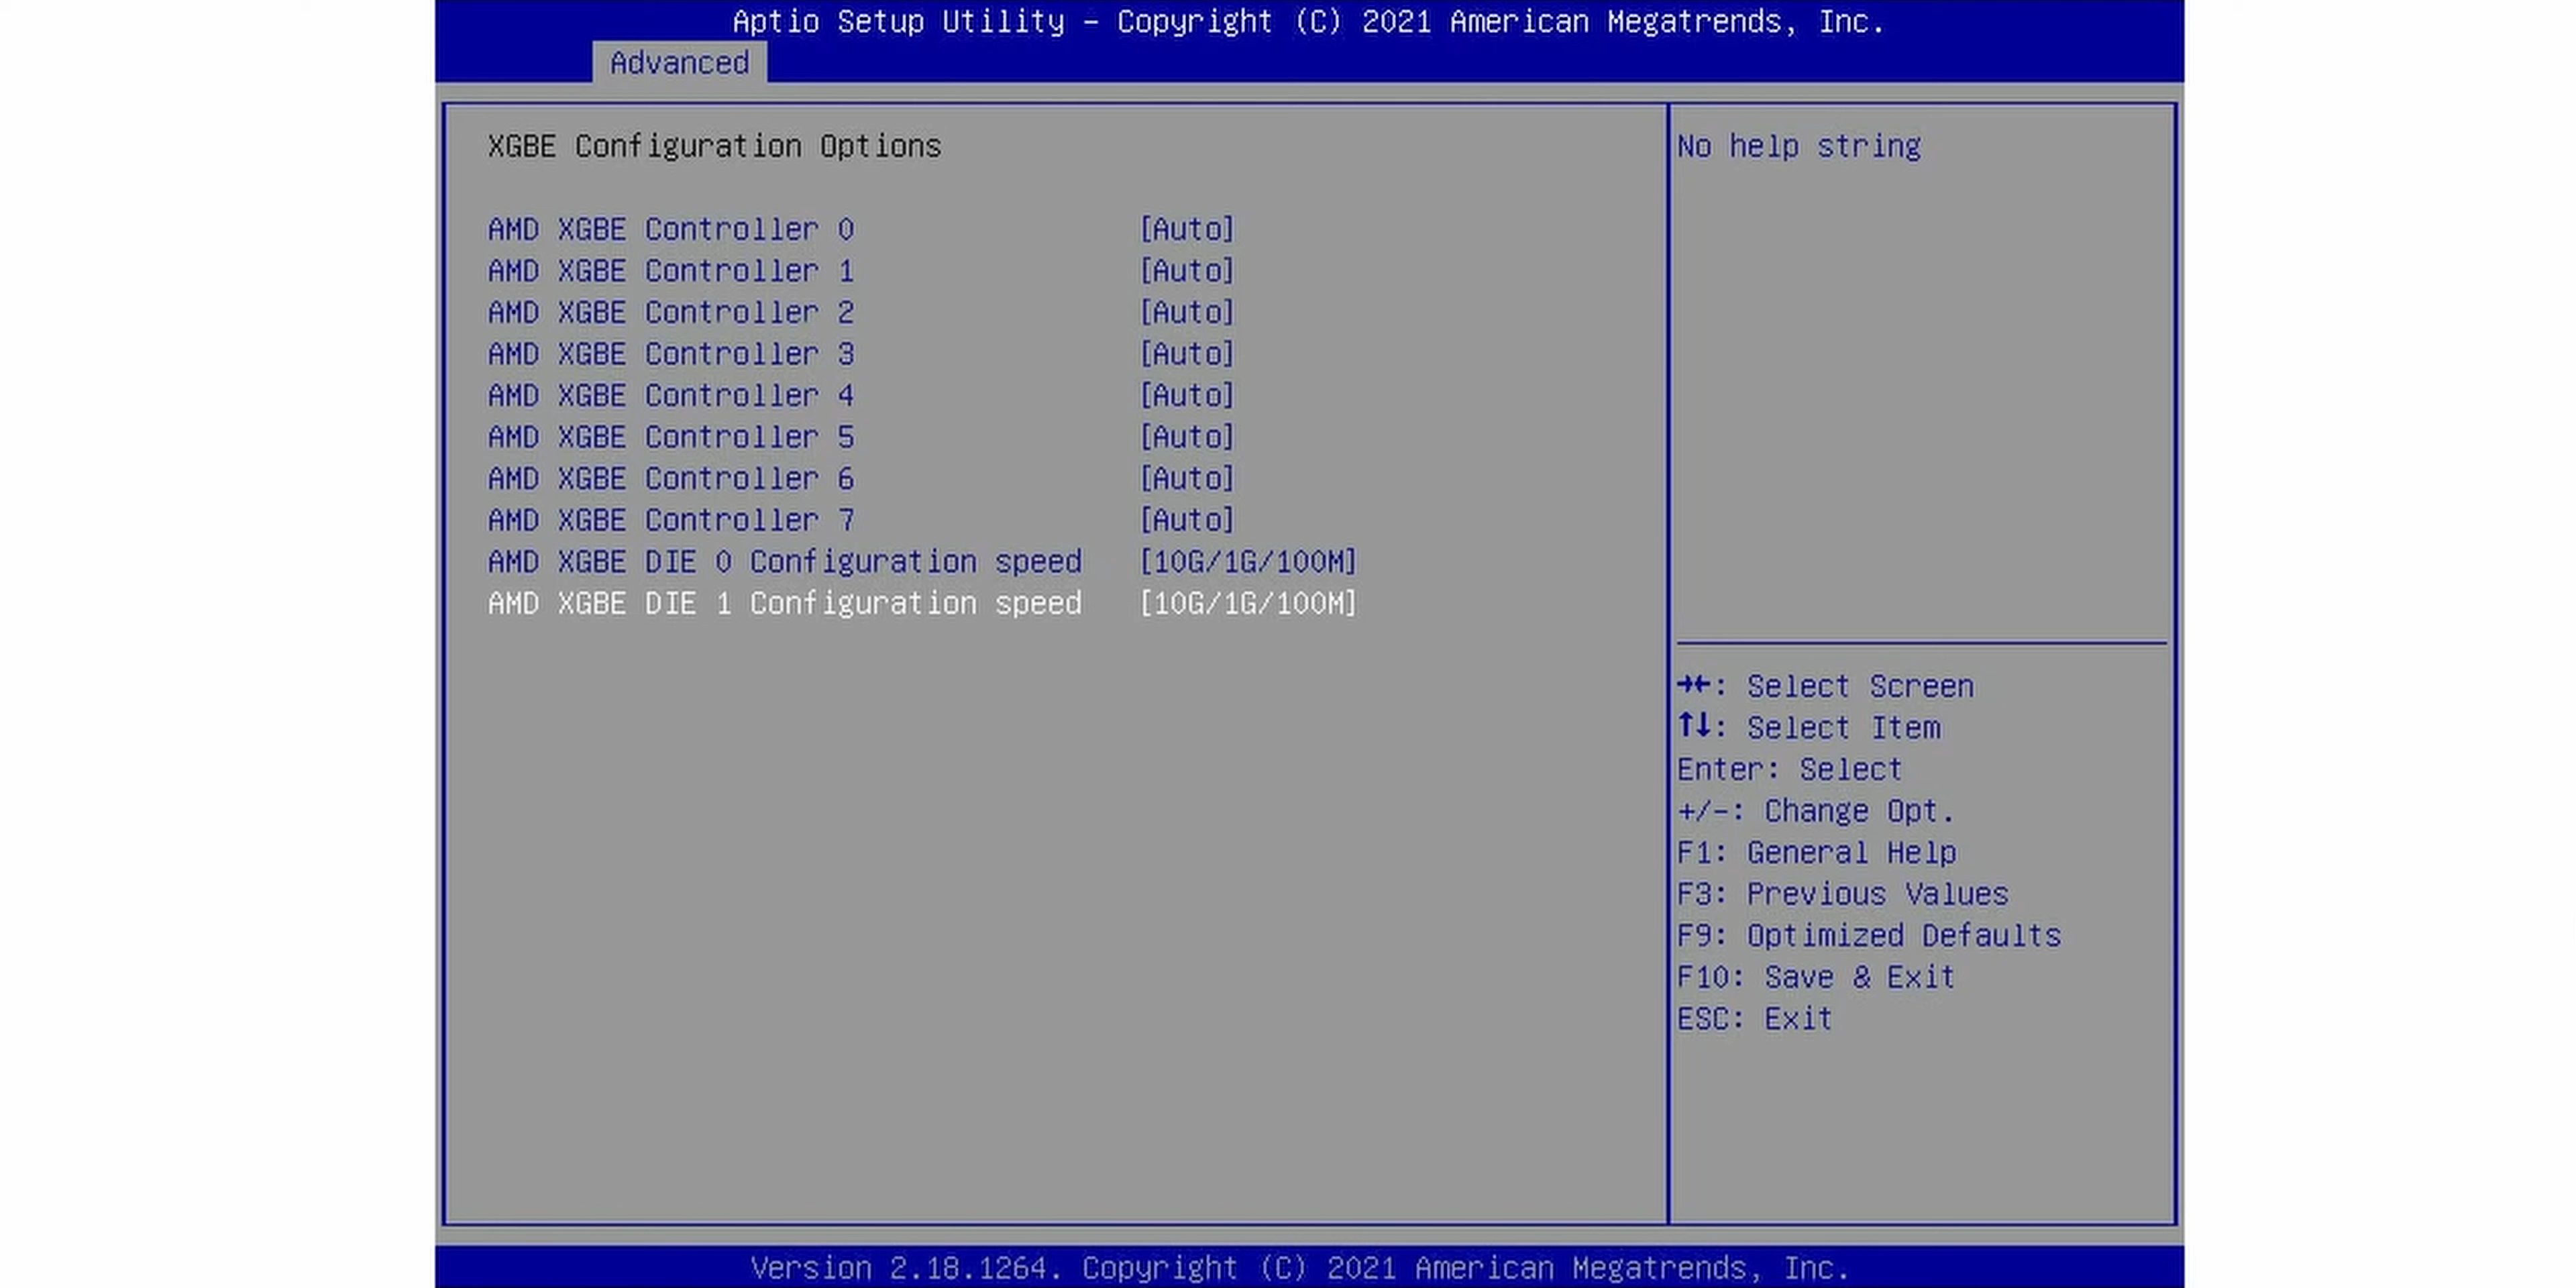 Aptio Setup Utility – Copyright (C) 2021 American Megatrends, Inc.
Advanced
XGBE Configuration Options
AMD XGBE Controller 0 [Auto]
AMD XGBE Controller 1 [Auto]
AMD XGBE Controller 2 [Auto]
AMD XGBE Controller 3 [Auto]
AMD XGBE Controller 4 [Auto]
AMD XGBE Controller 5 [Auto]
AMD XGBE Controller 6 [Auto]
AMD XGBE Controller 7 [Auto]
AMD XGBE DIE 0 Configuration speed [10G/1G/100M]
AMD XGBE DIE 1 Configuration speed [10G/1G/100M]
No help string
→←: Select Screen
↑↓: Select Item
Enter: Select
+/-: Change Opt.
F1: General Help
F3: Previous Values
F9: Optimized Defaults
F10: Save & Exit
ESC: Exit
Version 2.18.1264. Copyright (C) 2021 American Megatrends, Inc.